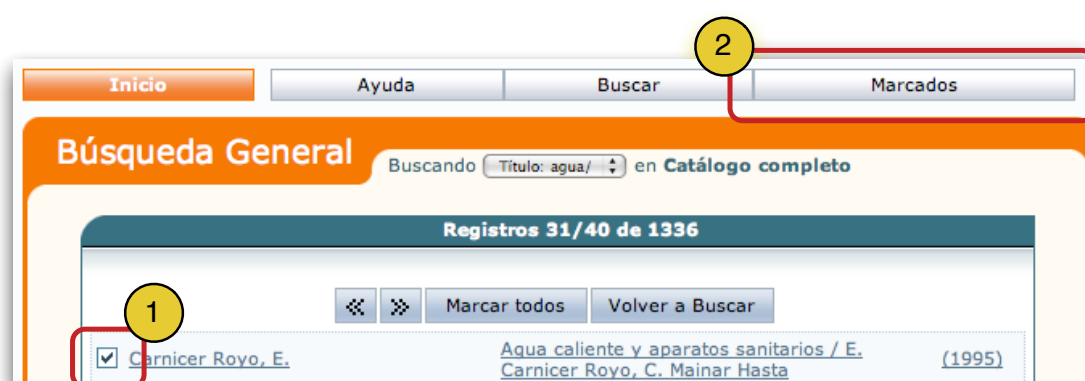 2
Inicio Ayuda Buscar Marcados
Búsqueda General
Buscando Título: agua/ en Catálogo completo
Registros 31/40 de 1336
1
« » Marcar todos Volver a Buscar
Carnicer Royo, E. Agua caliente y aparatos sanitarios / E. (1995)
Carnicer Royo, C. Mainar Hasta